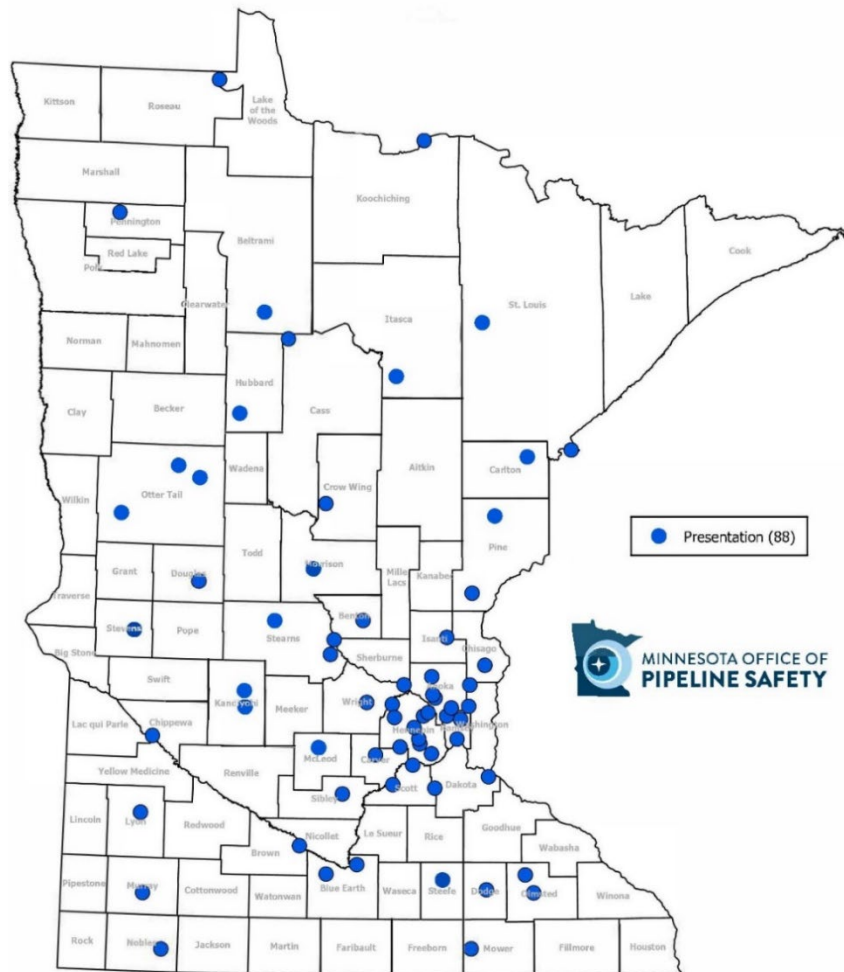 Kittson
Roseau
Lake
of the
Woods
Marshall
Koochiching
Pennington
Red Lake
Polk
Beltrami
Clearwater
Cook
Lake
St. Louis
Itasca
Norman
Mahnomen
Hubbard
Cass
Clay
Becker
Wadena
Aitkin
Carlton
Crow Wing
Otter Tail
Wilkin
Pine
Presentation (88)
Todd
Morrison
Mille
Lacs
Kanabec
Grant
Douglas
Traverse
Benton
Stevens
Pope
Stearns
Isanti
Chisago
Big Stone
Sherburne
MINNESOTA OFFICE OF
PIPELINE SAFETY
Swift
Anoka
Kandiyohi
Meeker
Wright
Lac qui Parle
Chippewa
Hennepin
Ramsey
Washington
McLeod
Carver
Yellow Medicine
Renville
Scott
Dakota
Sibley
Lincoln
Lyon
Redwood
Nicollet
Le Sueur
Rice
Goodhue
Wabasha
Brown
Pipestone
Murray
Cottonwood
Watonwan
Blue Earth
Waseca
Steele
Dodge
Olmsted
Winona
Rock
Nobles
Jackson
Martin
Faribault
Freeborn
Mower
Fillmore
Houston